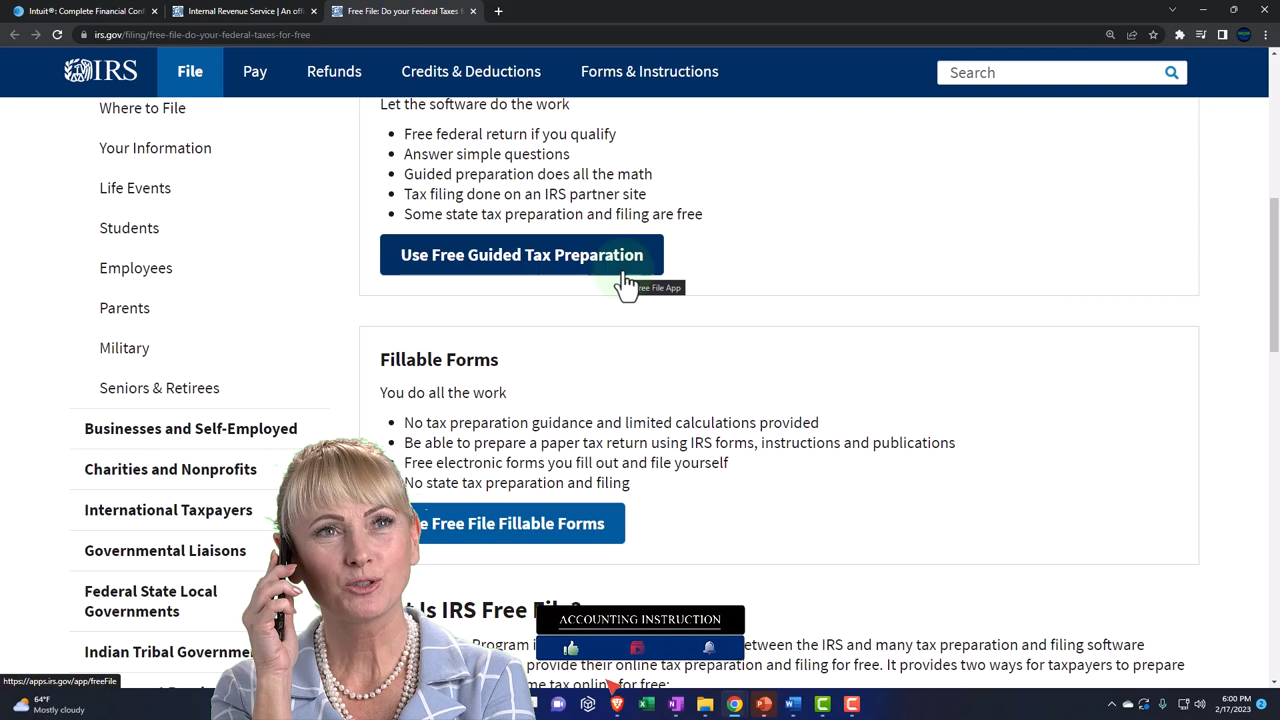 Intuit®: Complete Financial Con
Internal Revenue Service | An off
Free File: Do your Federal Taxes f
irs.gov/filing/free-file-do-your-federal-taxes-for-free
IRS
File
Pay
Refunds
Credits & Deductions
Forms & Instructions
Search
Where to File
Your Information
Life Events
Students
Employees
Parents
Military
Seniors & Retirees
Businesses and Self-Employed
Charities and Nonprofits
International Taxpayers
Governmental Liaisons
Federal State Local
Governments
Indian Tribal Governme
Let the software do the work
• Free federal return if you qualify
• Answer simple questions
• Guided preparation does all the math
• Tax filing done on an IRS partner site
• Some state tax preparation and filing are free
Use Free Guided Tax Preparation
ree File App
Fillable Forms
You do all the work
• No tax preparation guidance and limited calculations provided
• Be able to prepare a paper tax return using IRS forms, instructions and publications
• Free electronic forms you fill out and file yourself
No state tax preparation and filing
e Free File Fillable Forms
t Is IRS Free File?
ACCOUNTING INSTRUCTION
Program i etween the IRS and many tax preparation and filing software
provide their online tax preparation and filing for free. It provides two ways for taxpayers to prepare
me tax online for free:
https://apps.irs.gov/app/freeFile
64°F
Mostly cloudy
6:00 PM
2/17/2023